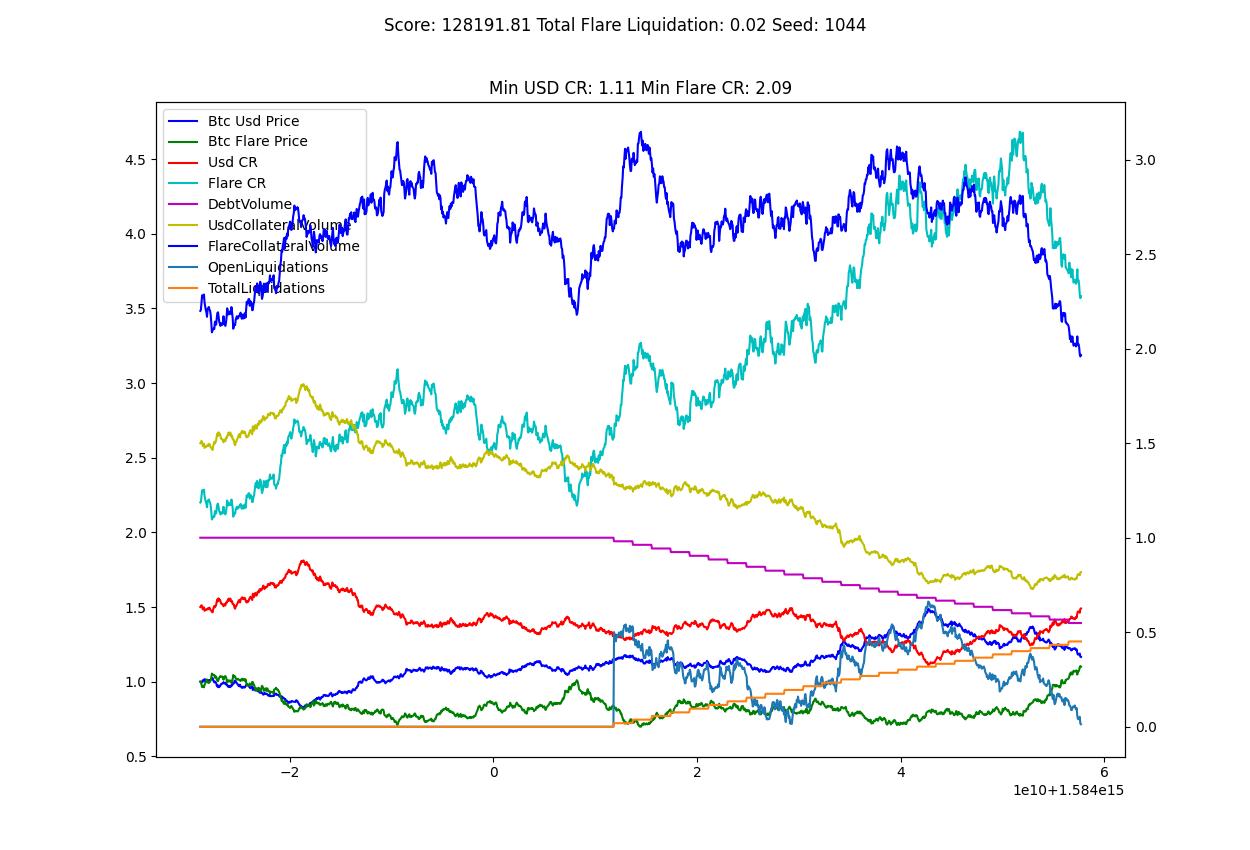 Score: 128191.81 Total Flare Liquidation: 0.02 Seed: 1044
Min USD CR: 1.11 Min Flare CR: 2.09
Btc Usd Price
Btc Flare Price
Usd CR
Flare CR
DebtVolume
UsdCollateralVolume
FlareCollateralVolume
OpenLiquidations
TotalLiquidations
4.5
4.0
3.5
3.0
2.5
2.0
1.5
1.0
0.5
3.0
2.5
2.0
1.5
1.0
0.5
0.0
−2 0 2 4 6
1e10+1.584e15